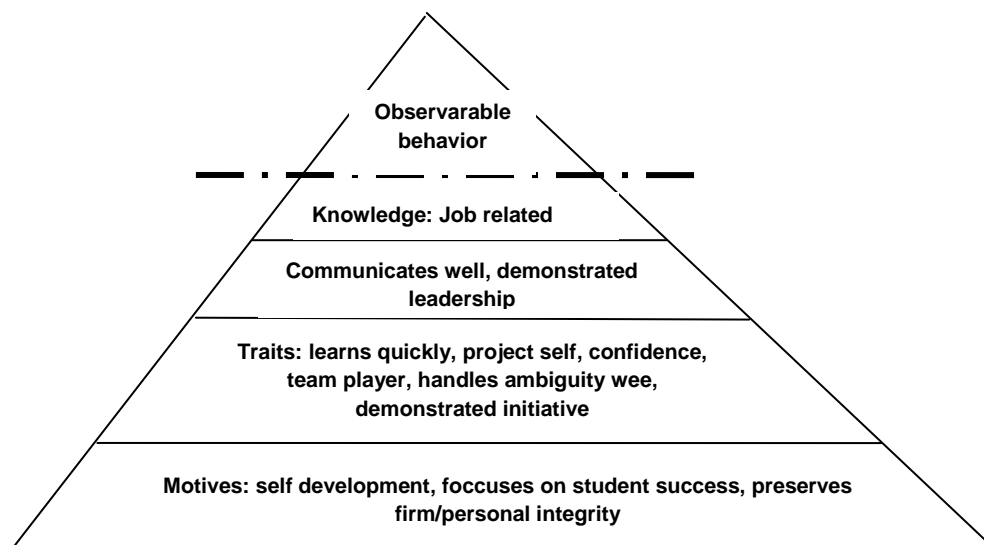 Observarable
behavior
Knowledge: Job related
Communicates well, demonstrated
leadership
Traits: learns quickly, project self, confidence,
team player, handles ambiguity wee,
demonstrated initiative
Motives: self development, foccuses on student success, preserves
firm/personal integrity